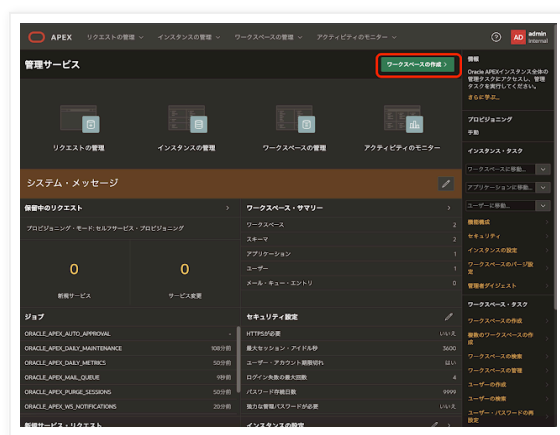 APEX リクエストの管理 インスタンスの管理 ワークスペースの管理 アクティビティのモニター ? AD admin
Internal
管理サービス
ワークスペースの作成 >
リクエストの管理 インスタンスの管理 ワークスペースの管理 アクティビティのモニター
システム・メッセージ
保留中のリクエスト >
プロビジョニング・モード: セルフサービス・プロビジョニング
0 0
新規サービス サービス変更
ワークスペース・サマリー >
ワークスペース 2
スキーマ 2
アプリケーション 1
ユーザー 1
メール・キュー・エントリ 0
ジョブ
ORACLE_APEX_AUTO_APPROVAL -
ORACLE_APEX_DAILY_MAINTENANCE 108分前
ORACLE_APEX_DAILY_METRICS 50分前
ORACLE_APEX_MAIL_QUEUE 9秒前
ORACLE_APEX_PURGE_SESSIONS 50分前
ORACLE_APEX_WS_NOTIFICATIONS 20分前
セキュリティ設定
HTTPSが必要 いいえ
最大セッション・アイドル秒 3600
ユーザー・アカウント期限切れ はい
ログイン失敗の最大回数 4
パスワード存続日数 9999
強力な管理パスワードが必要 いいえ
新規サービス・リクエスト
インスタンスの設定
情報
Oracle APEXインスタンス全体の
管理タスクにアクセスし、管理
タスクを実行してください。
さらに学ぶ...
プロビジョニング
手動
インスタンス・タスク
ワークスペースに移動...
アプリケーションに移動...
ユーザーに移動...
機能構成
セキュリティ
インスタンスの設定
ワークスペースのパージ設
定
管理者ダイジェスト
ワークスペース・タスク
ワークスペースの作成
複数のワークスペースの作
成
ワークスペースの検索
ワークスペースの管理
ユーザーの作成
ユーザーの検索
ユーザー・パスワードの再
設定